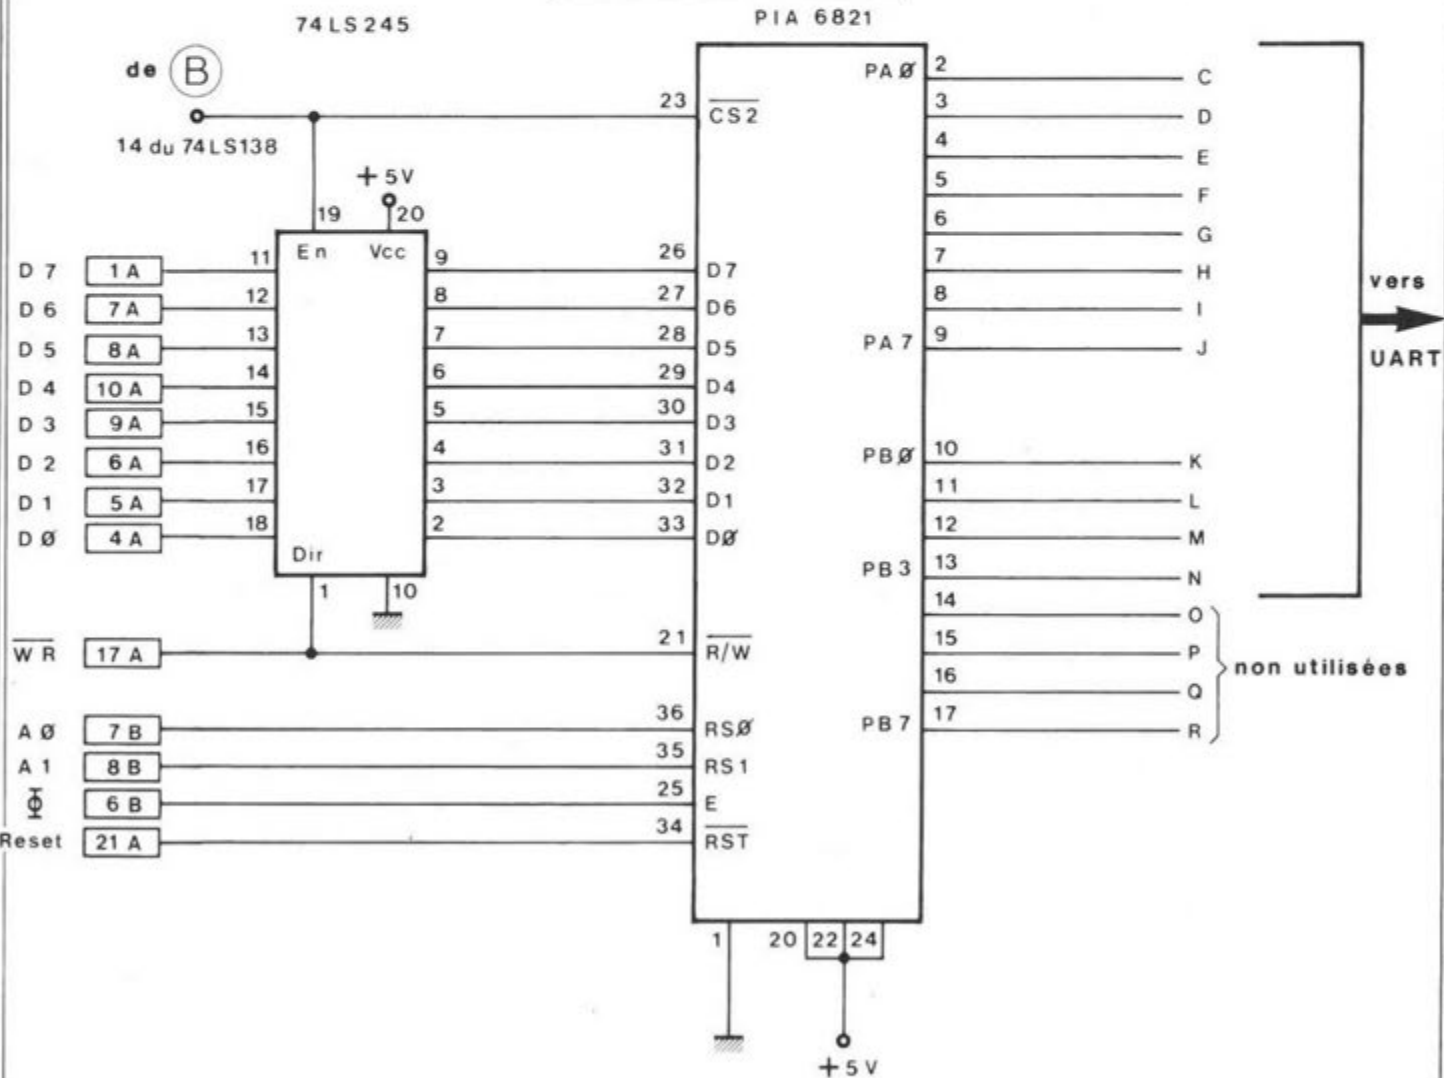 74LS245
PIA 6821
de B
14 du 74LS138
+5V
23 CS2
19 20
En Vcc
Dir
1 10
D7 1A 11 9 26 D7
D6 7A 12 8 27 D6
D5 8A 13 7 28 D5
D4 10A 14 6 29 D4
D3 9A 15 5 30 D3
D2 6A 16 4 31 D2
D1 5A 17 3 32 D1
DØ 4A 18 2 33 DØ
WR 17A 21 R/W
AØ 7B 36 RSØ
A1 8B 35 RS1
Φ 6B 25 E
Reset 21A 34 RST
PAØ 2 C
3 D
4 E
5 F
6 G
7 H
8 I
PA7 9 J
PBØ 10 K
11 L
12 M
PB3 13 N
14 O
15 P
16 Q
PB7 17 R
vers
UART
non utilisées
1 20 22 24
+5V